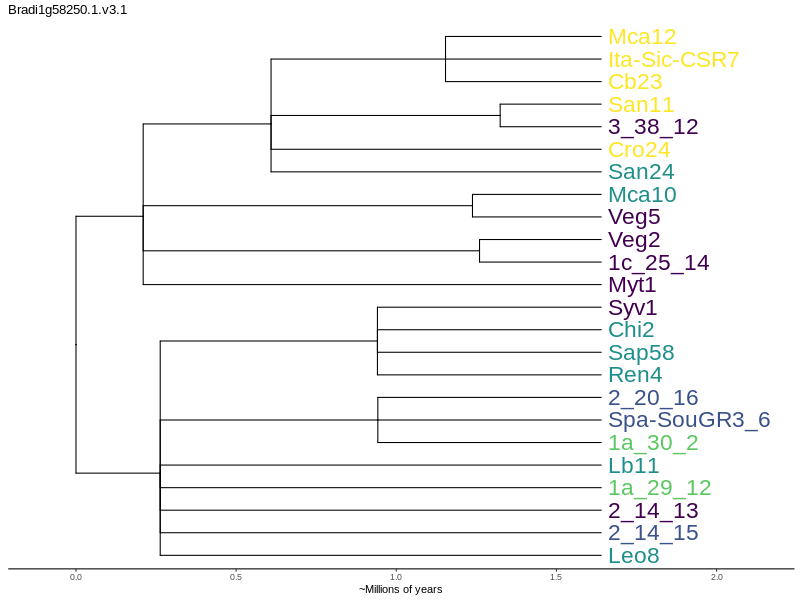 Bradi1g58250.1.v3.1
Mca12
Ita-Sic-CSR7
Cb23
San11
3_38_12
Cro24
San24
Mca10
Veg5
Veg2
1c_25_14
Myt1
Syv1
Chi2
Sap58
Ren4
2_20_16
Spa-SouGR3_6
1a_30_2
Lb11
1a_29_12
2_14_13
2_14_15
Leo8
0.0 0.5 1.0 1.5 2.0
~Millions of years